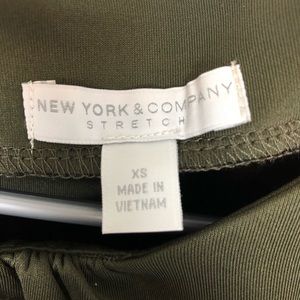 NEW YORK & COMPANY
STRETCH
XS
MADE IN
VIETNAM